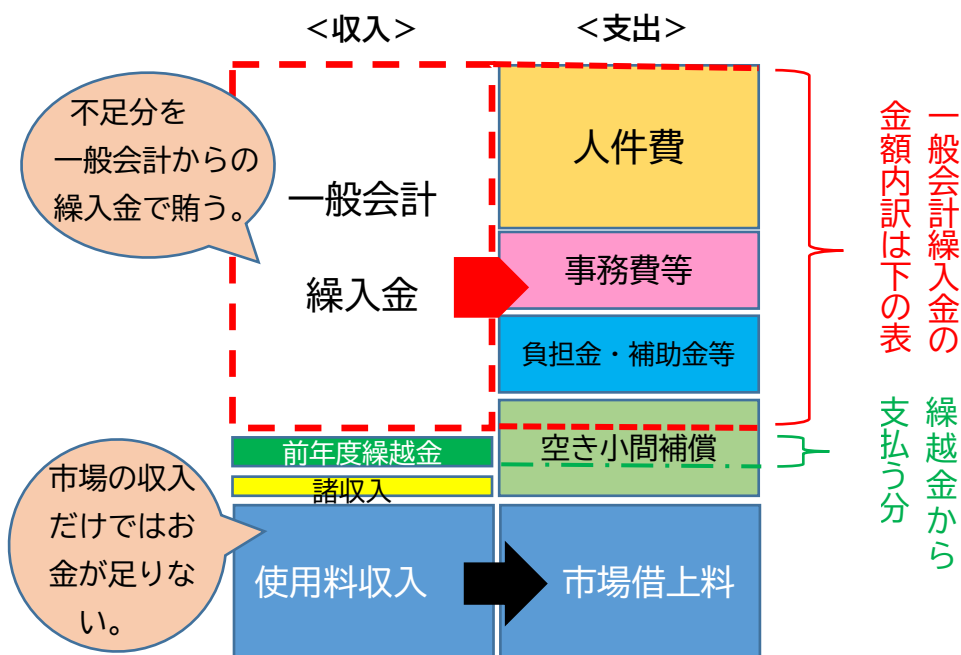 ＜収入＞
＜支出＞
不足分を
一般会計からの
繰入金で賄う。
一般会計
繰入金
人件費
事務費等
負担金・補助金等
空き小間補償
前年度繰越金
諸収入
使用料収入
市場借上料
市場の収入
だけではお
金が足りな
い。
一般会計繰入金の
金額内訳は下の表
繰越金から
支払う分